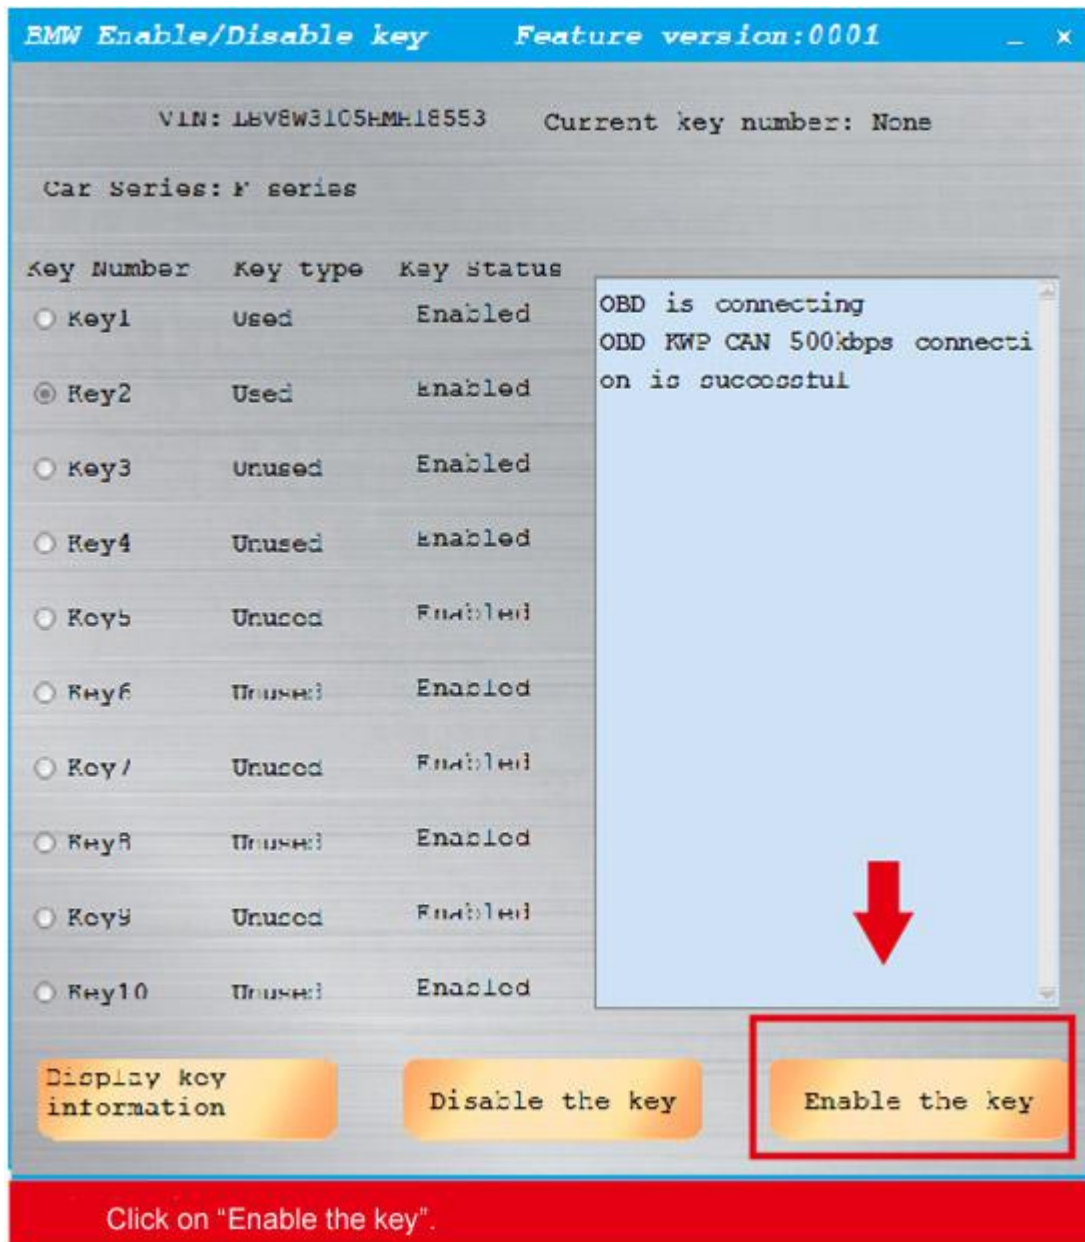 BMW Enable/Disable key Feature version:0001
VIN: Current key number: None
Car Series: F series
Key Number Key type Key Status
Key1 Used Enabled
Key2 Used Enabled
Key3 Unused Enabled
Key4 Unused Enabled
Key5 Unused Enabled
Key6 Unused Enabled
Key7 Unused Enabled
Key8 Unused Enabled
Key9 Unused Enabled
Key10 Unused Enabled
OBD is connecting
OBD KWP CAN 500kbps connecti
on is successful
Display key
information
Disable the key
Enable the key
Click on “Enable the key”.